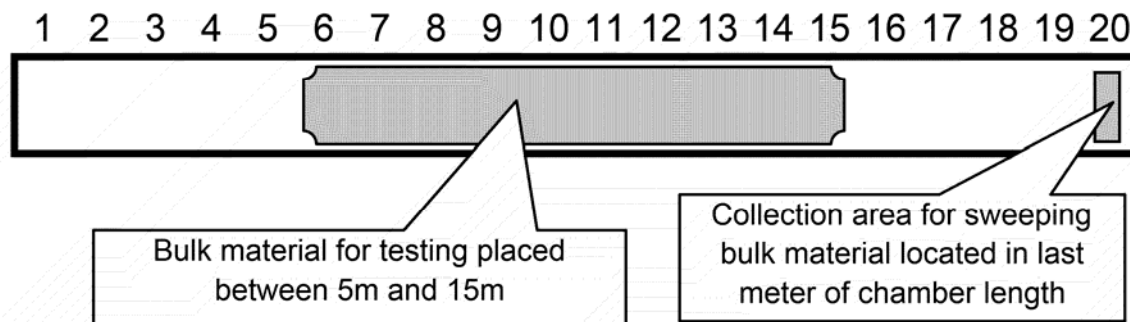 1 2 3 4 5 6 7 8 9 10 11 12 13 14 15 16 17 18 19 20
Bulk material for testing placed
between 5m and 15m
Collection area for sweeping
bulk material located in last
meter of chamber length